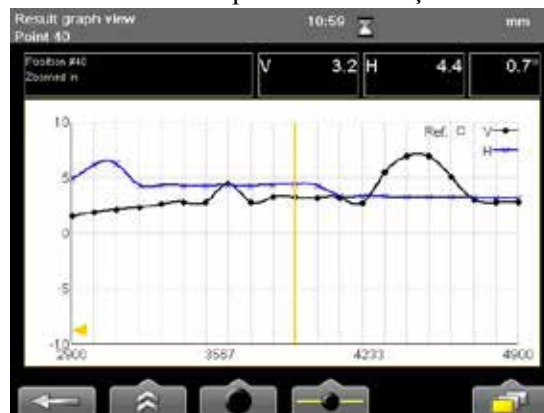 Result graph view 10:59 mm
Point 40
Position #40
Zoomed in
V 3.2 H 4.4 0.7°
10
Ref. V
H
5
0
-5
-10
2900 3567 4233 4900